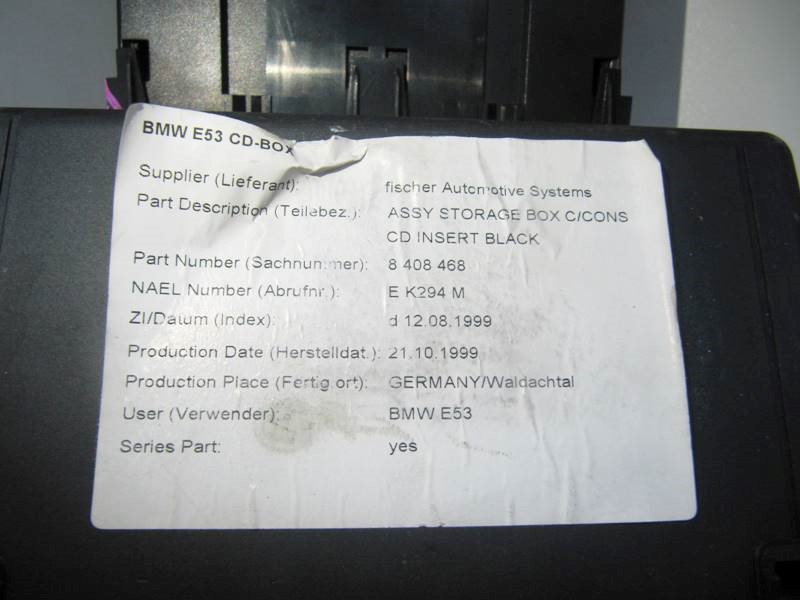 BMW E53 CD-BOX
Supplier (Lieferant): fischer Automotive Systems
Part Description (Teilebez.): ASSY STORAGE BOX C/CONS
CD INSERT BLACK
Part Number (Sachnummer): 8 408 468
NAEL Number (Abrufnr.): E K294 M
ZI/Datum (Index): d 12.08.1999
Production Date (Herstelldat.): 21.10.1999
Production Place (Fertig.ort): GERMANY/Waldachtal
User (Verwender): BMW E53
Series Part: yes